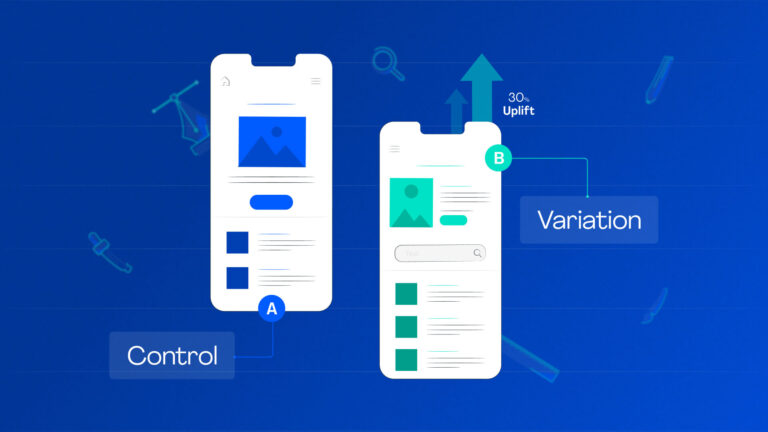 30%
Uplift
B
Variation
A
Control